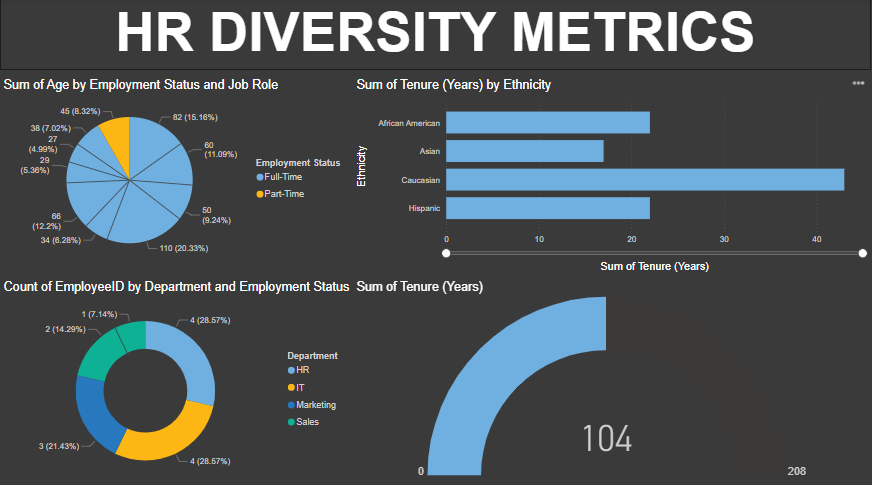 HR DIVERSITY METRICS
Sum of Age by Employment Status and Job Role
45 (8.32%)
82 (15.16%)
38 (7.02%)
27
(4.99%)
29
(5.36%)
60
(11.09%)
66
(12.2%)
50
(9.24%)
34 (6.28%)
110 (20.33%)
Employment Status
Full-Time
Part-Time
Sum of Tenure (Years) by Ethnicity
Ethnicity
African American
Asian
Caucasian
Hispanic
0 10 20 30 40
Sum of Tenure (Years)
Count of EmployeeID by Department and Employment Status
1 (7.14%)
4 (28.57%)
2 (14.29%)
3 (21.43%)
4 (28.57%)
Department
HR
IT
Marketing
Sales
Sum of Tenure (Years)
104
0 208